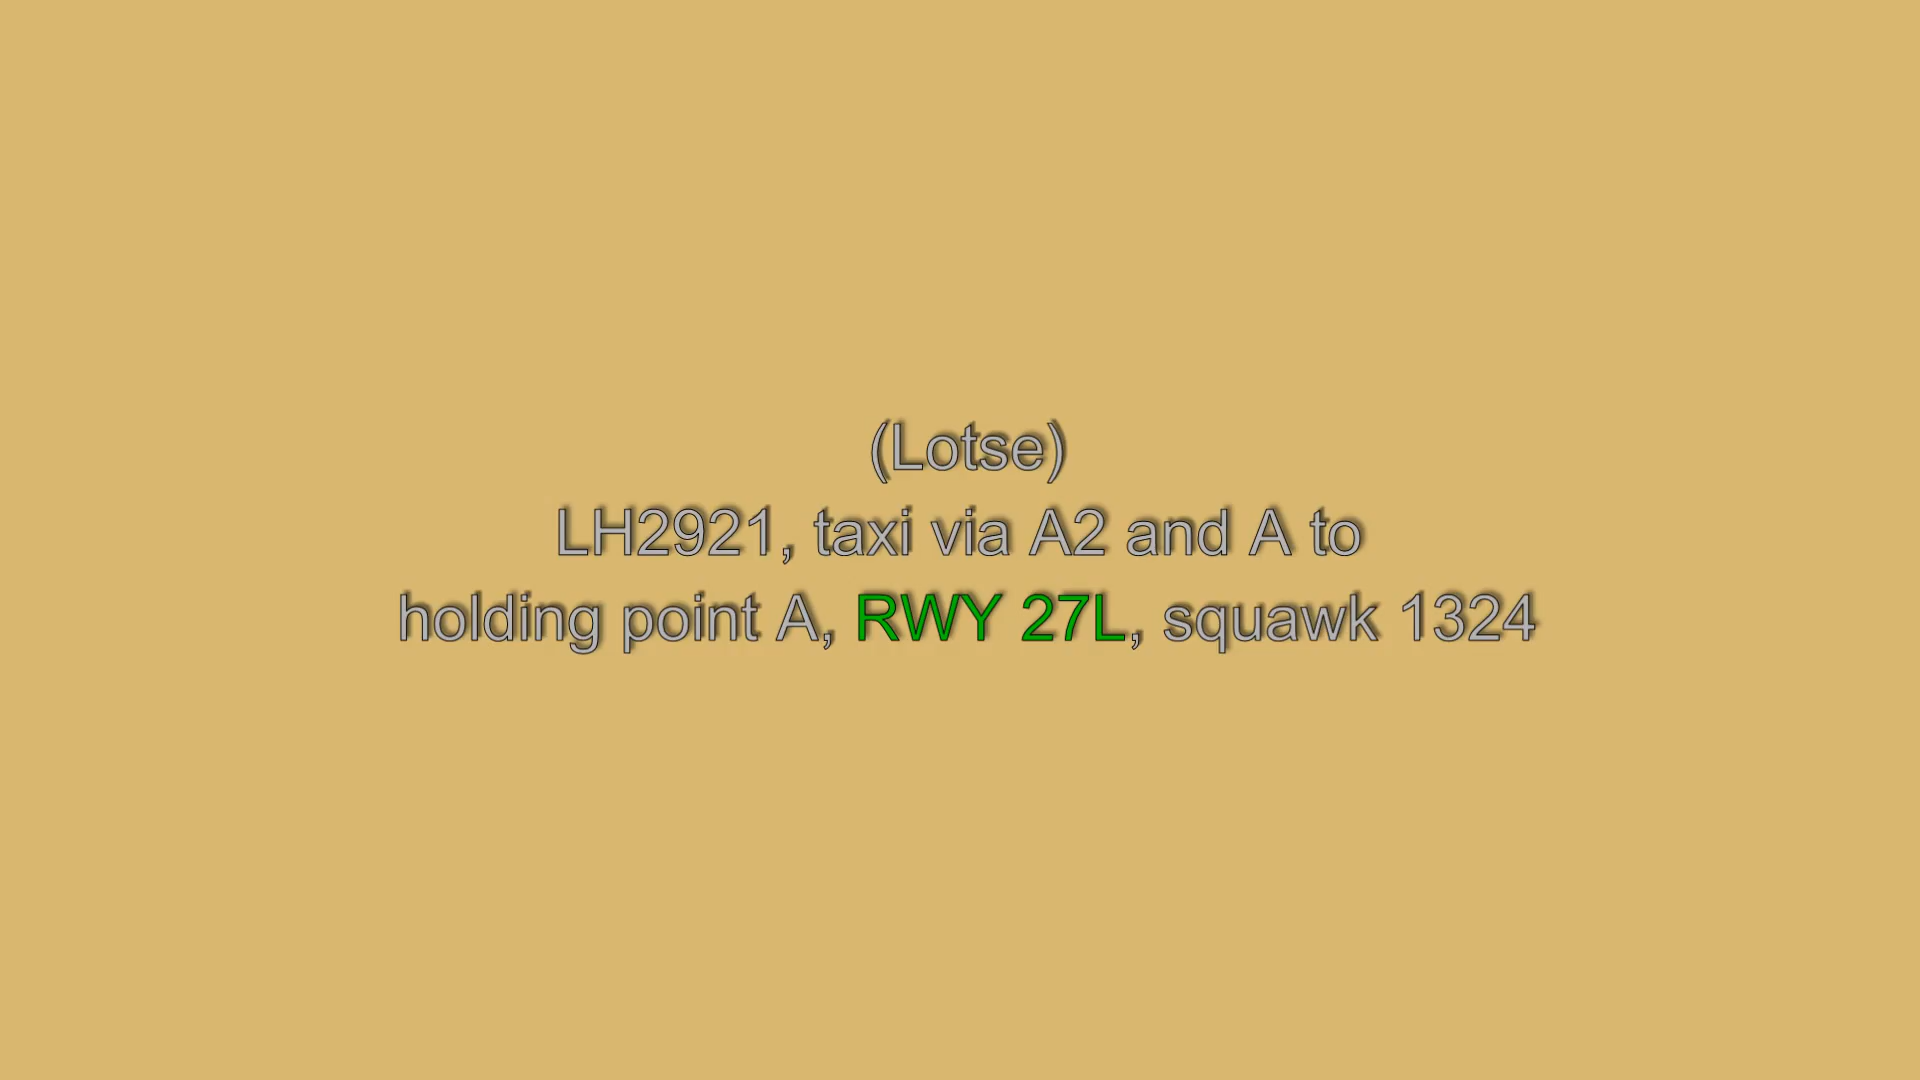 (Lotse)
LH2921, taxi via A2 and A to
holding point A, RWY 27L, squawk 1324